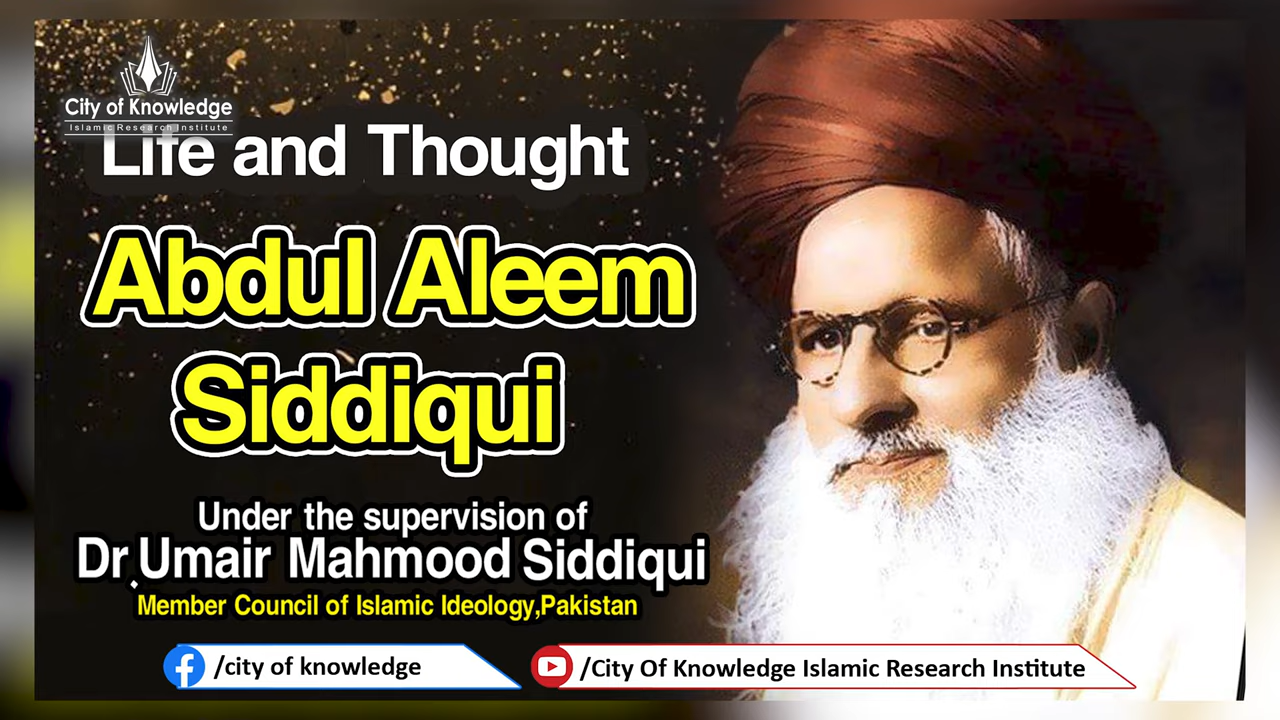 City of Knowledge
Islamic Research Institute
Life and Thought
Abdul Aleem
Siddiqui
Under the supervision of
Dr.Umair Mahmood Siddiqui
Member Council of Islamic Ideology,Pakistan
/city of knowledge
/City Of Knowledge Islamic Research Institute